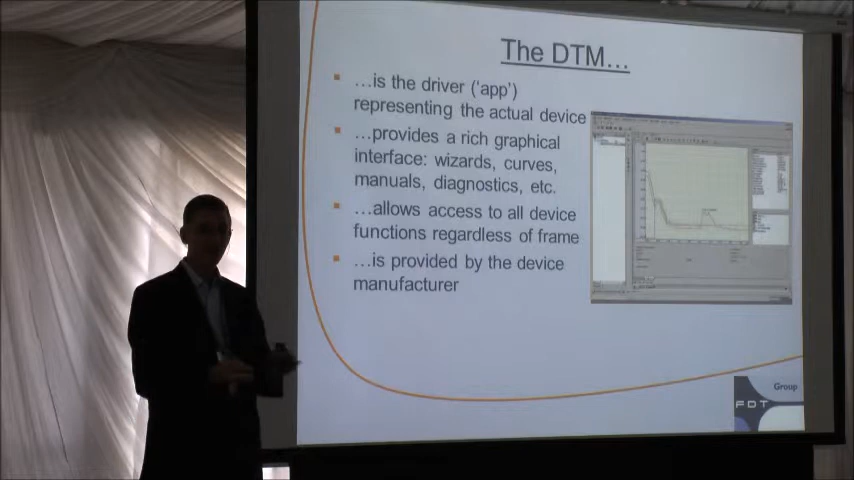 The DTM...
...is the driver ('app')
representing the actual device
...provides a rich graphical
interface: wizards, curves,
manuals, diagnostics, etc.
...allows access to all device
functions regardless of frame
...is provided by the device
manufacturer
Group
FDT